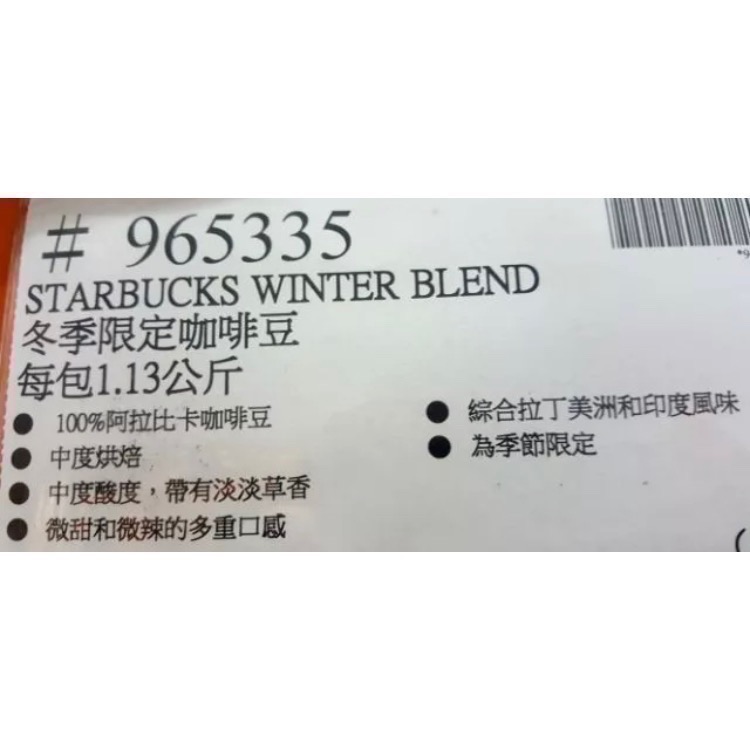 # 965335
STARBUCKS WINTER BLEND
冬季限定咖啡豆
每包1.13公斤
● 100%阿拉比卡咖啡豆
● 中度烘焙
● 中度酸度，帶有淡淡草香
● 微甜和微辣的多重口感
● 綜合拉丁美洲和印度風味
● 為季節限定